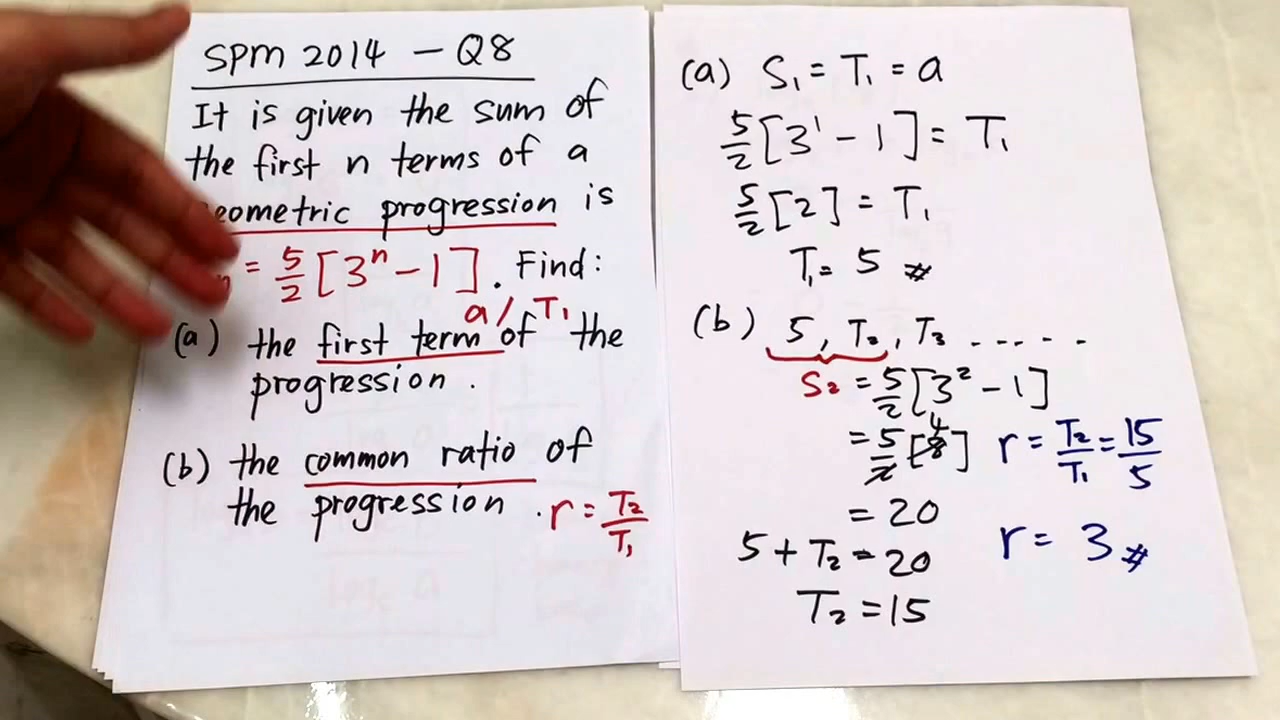 SPM 2014 - Q8
It is given the sum of
the first n terms of a
eometric progression is
n = 5/2 [3ⁿ - 1]. Find:
a / T₁
(a) the first term of the
progression.
(b) the common ratio of
the progression. r = T₂/T₁
(a) S₁ = T₁ = a
5/2 [3¹ - 1] = T₁
5/2 [2] = T₁
T₁ = 5 #
(b) 5, T₂, T₃ .....
S₂ = 5/2 [3² - 1]
= 5/2 [8] 4
= 20
5 + T₂ = 20
T₂ = 15
r = T₂/T₁ = 15/5
r = 3 #